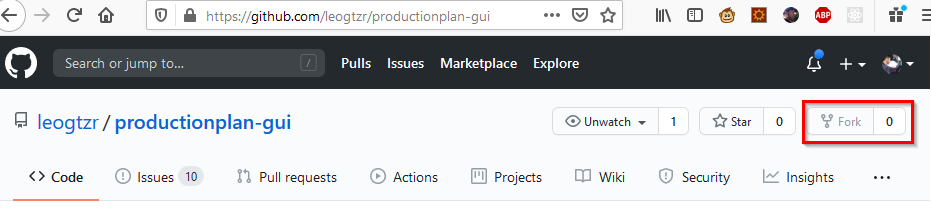 https://github.com/leogtzr/productionplan-gui
ABP
Search or jump to... /
Pulls Issues Marketplace Explore
leogtzr / productionplan-gui
Unwatch 1 Star 0 Fork 0
Code Issues 10 Pull requests Actions Projects Wiki Security Insights